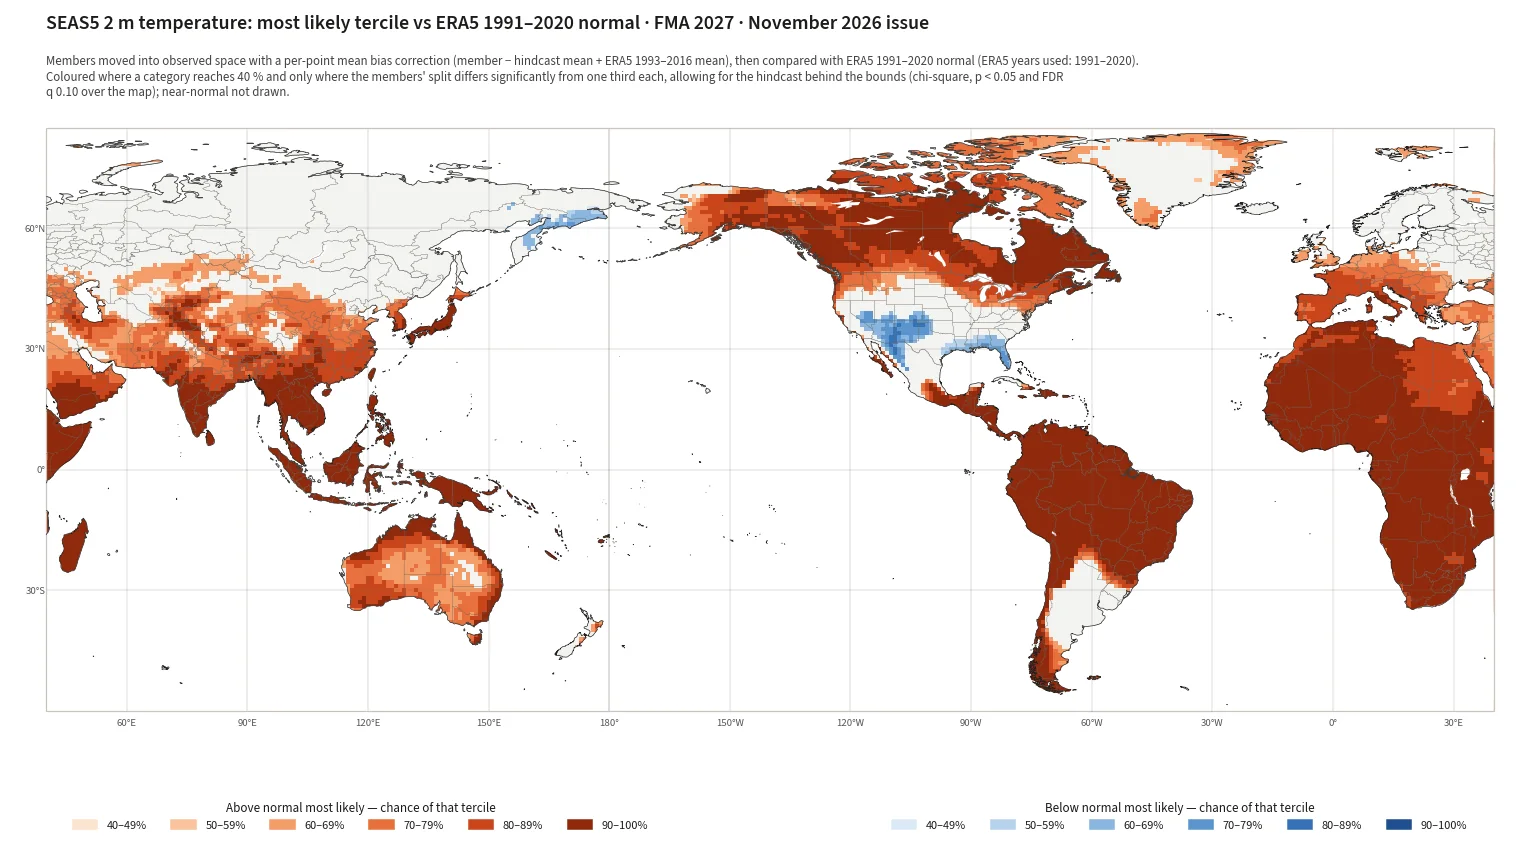 SEAS5 2 m temperature: most likely tercile vs ERA5 1991–2020 normal · FMA 2027 · November 2026 issue
Members moved into observed space with a per-point mean bias correction (member − hindcast mean + ERA5 1993–2016 mean), then compared with ERA5 1991–2020 normal (ERA5 years used: 1991–2020).
Coloured where a category reaches 40 % and only where the members' split differs significantly from one third each, allowing for the hindcast behind the bounds (chi-square, p < 0.05 and FDR
q 0.10 over the map); near-normal not drawn.
60°N
30°N
0°
30°S
60°E 90°E 120°E 150°E 180° 150°W 120°W 90°W 60°W 30°W 0° 30°E
Above normal most likely — chance of that tercile
40–49% 50–59% 60–69% 70–79% 80–89% 90–100%
Below normal most likely — chance of that tercile
40–49% 50–59% 60–69% 70–79% 80–89% 90–100%